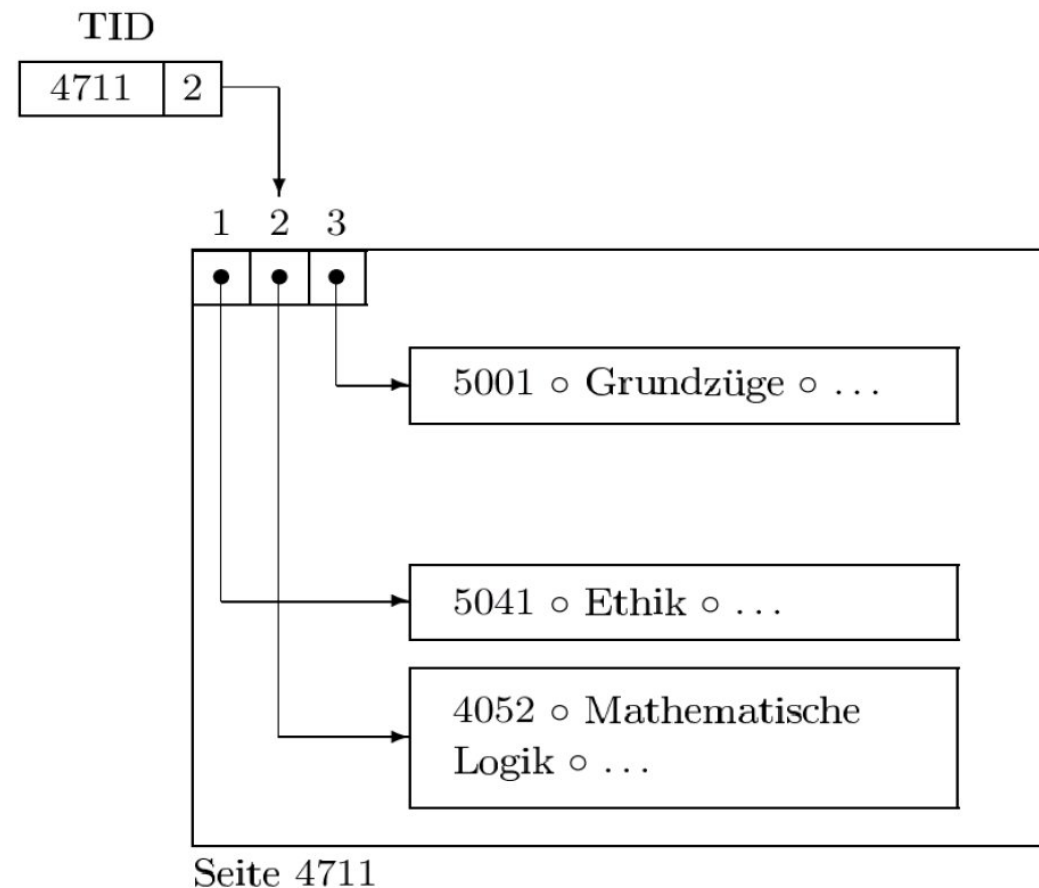 TID
4711 2
1 2 3
5001 ∘ Grundzüge ∘ ...
5041 ∘ Ethik ∘ ...
4052 ∘ Mathematische
Logik ∘ ...
Seite 4711